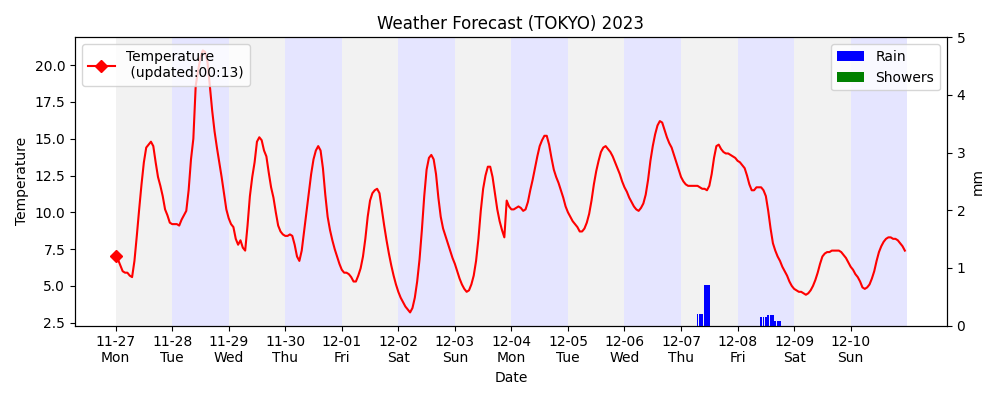 Weather Forecast (TOKYO) 2023
Temperature
(updated:00:13)
Rain
Showers
20.0
17.5
15.0
12.5
10.0
7.5
5.0
2.5
Temperature
5
4
3
2
1
0
mm
11-27 11-28 11-29 11-30 12-01 12-02 12-03 12-04 12-05 12-06 12-07 12-08 12-09 12-10
Mon Tue Wed Thu Fri Sat Sun Mon Tue Wed Thu Fri Sat Sun
Date